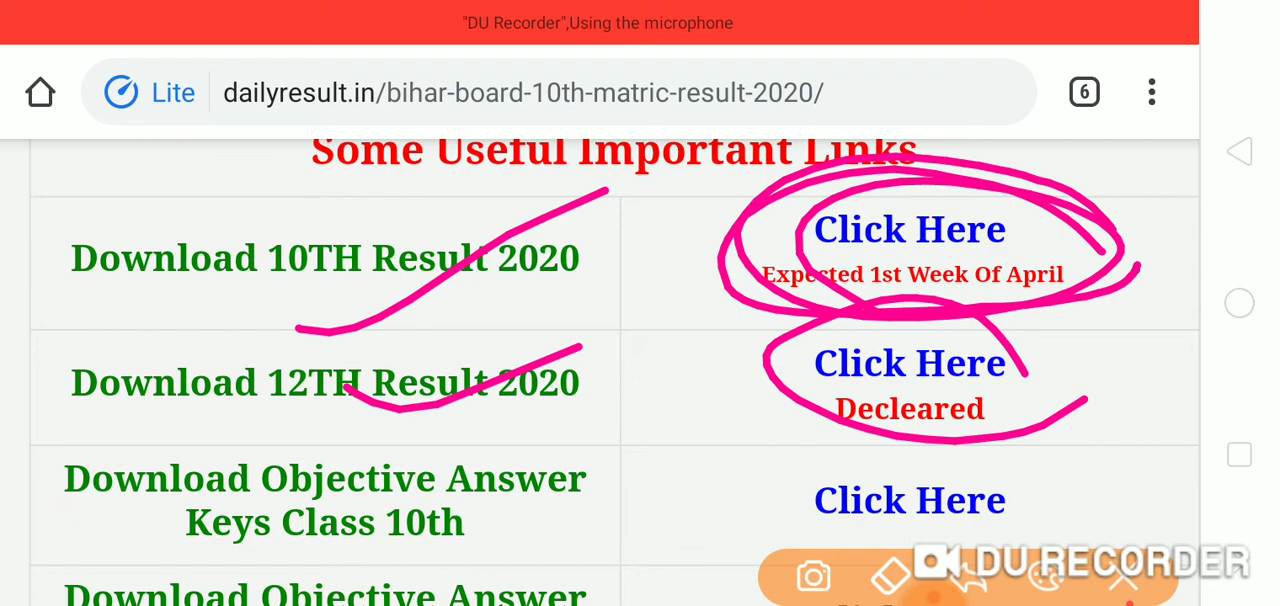 "DU Recorder",Using the microphone
Lite dailyresult.in/bihar-board-10th-matric-result-2020/ 6
Some Useful Important Links
Download 10TH Result 2020
Click Here
Expected 1st Week Of April
Download 12TH Result 2020
Click Here
Decleared
Download Objective Answer
Keys Class 10th
Click Here
DU RECORDER
Download Objective Answer